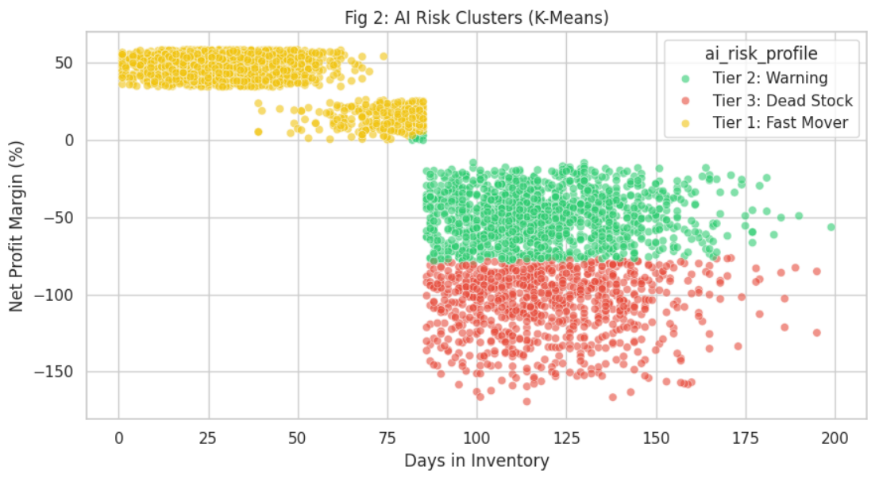 Fig 2: AI Risk Clusters (K-Means)
ai_risk_profile
Tier 2: Warning
Tier 3: Dead Stock
Tier 1: Fast Mover
Net Profit Margin (%)
50
0
−50
−100
−150
0 25 50 75 100 125 150 175 200
Days in Inventory